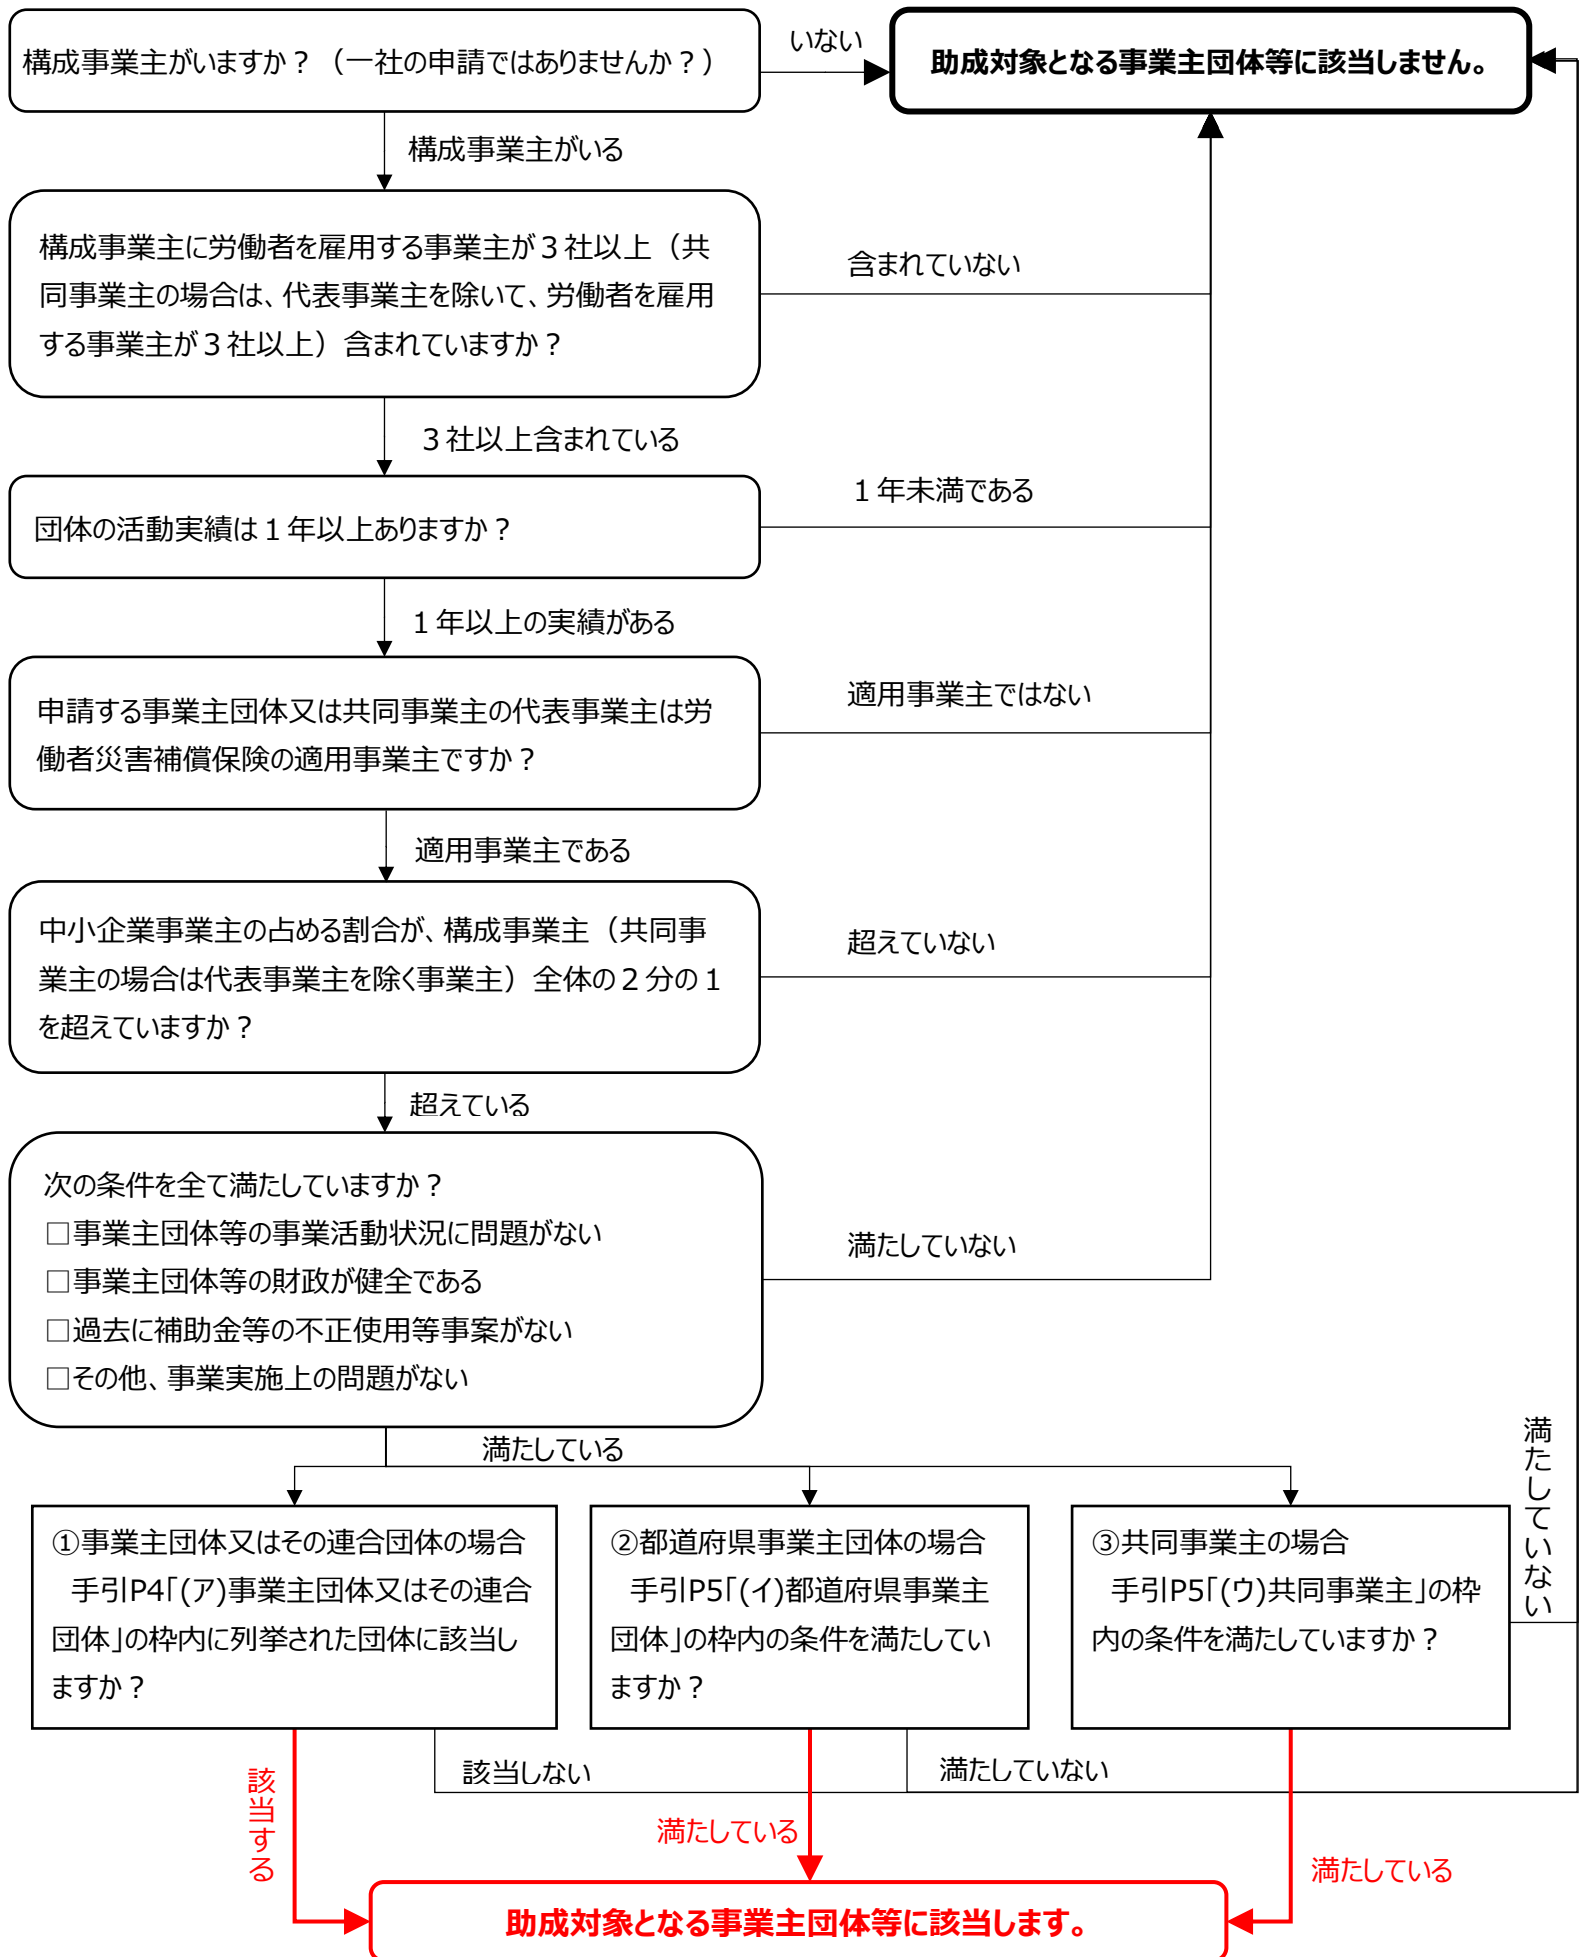 構成事業主がいますか？（一社の申請ではありませんか？）
いない
助成対象となる事業主団体等に該当しません。
構成事業主がいる
構成事業主に労働者を雇用する事業主が３社以上（共
同事業主の場合は、代表事業主を除いて、労働者を雇用
する事業主が３社以上）含まれていますか？
含まれていない
３社以上含まれている
団体の活動実績は１年以上ありますか？
１年未満である
１年以上の実績がある
申請する事業主団体又は共同事業主の代表事業主は労
働者災害補償保険の適用事業主ですか？
適用事業主ではない
適用事業主である
中小企業事業主の占める割合が、構成事業主（共同事
業主の場合は代表事業主を除く事業主）全体の２分の１
を超えていますか？
超えていない
超えている
次の条件を全て満たしていますか？
□事業主団体等の事業活動状況に問題がない
□事業主団体等の財政が健全である
□過去に補助金等の不正使用等事案がない
□その他、事業実施上の問題がない
満たしていない
満たしている
①事業主団体又はその連合団体の場合
手引P4「(ア)事業主団体又はその連合
団体」の枠内に列挙された団体に該当し
ますか？
②都道府県事業主団体の場合
手引P5「(イ)都道府県事業主
団体」の枠内の条件を満たしてい
ますか？
③共同事業主の場合
手引P5「(ウ)共同事業主」の枠
内の条件を満たしていますか？
満たしていない
該当する
該当しない
満たしている
満たしていない
満たしている
助成対象となる事業主団体等に該当します。